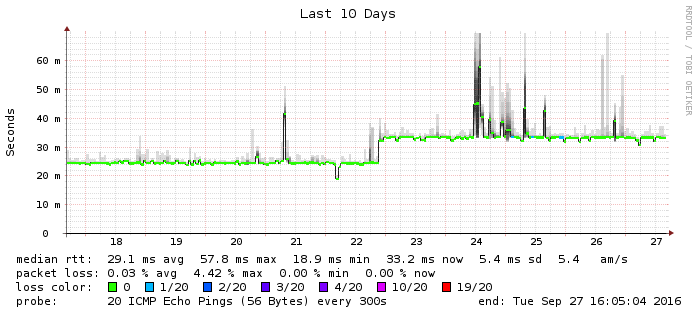 Last 10 Days
RRDTOOL / TOBI OETIKER
Seconds
60 m
50 m
40 m
30 m
20 m
10 m
0
18 19 20 21 22 23 24 25 26 27
median rtt: 29.1 ms avg 57.8 ms max 18.9 ms min 33.2 ms now 5.4 ms sd 5.4 am/s
packet loss: 0.03 % avg 4.42 % max 0.00 % min 0.00 % now
loss color: 0 1/20 2/20 3/20 4/20 10/20 19/20
probe: 20 ICMP Echo Pings (56 Bytes) every 300s end: Tue Sep 27 16:05:04 2016